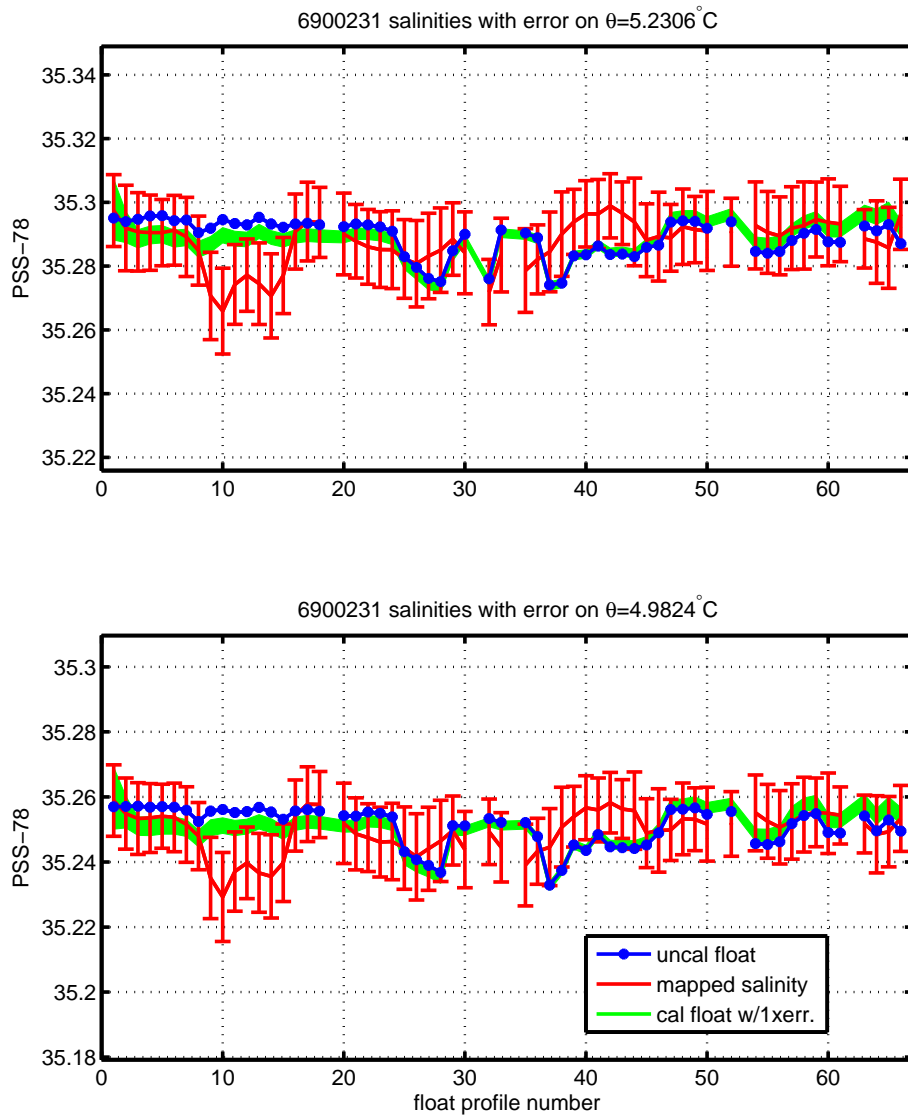 6900231 salinities with error on θ=5.2306°C
35.34
35.32
35.3
35.28
35.26
35.24
35.22
PSS−78
0 10 20 30 40 50 60
6900231 salinities with error on θ=4.9824°C
35.3
35.28
35.26
35.24
35.22
35.2
35.18
PSS−78
uncal float
mapped salinity
cal float w/1xerr.
0 10 20 30 40 50 60
float profile number